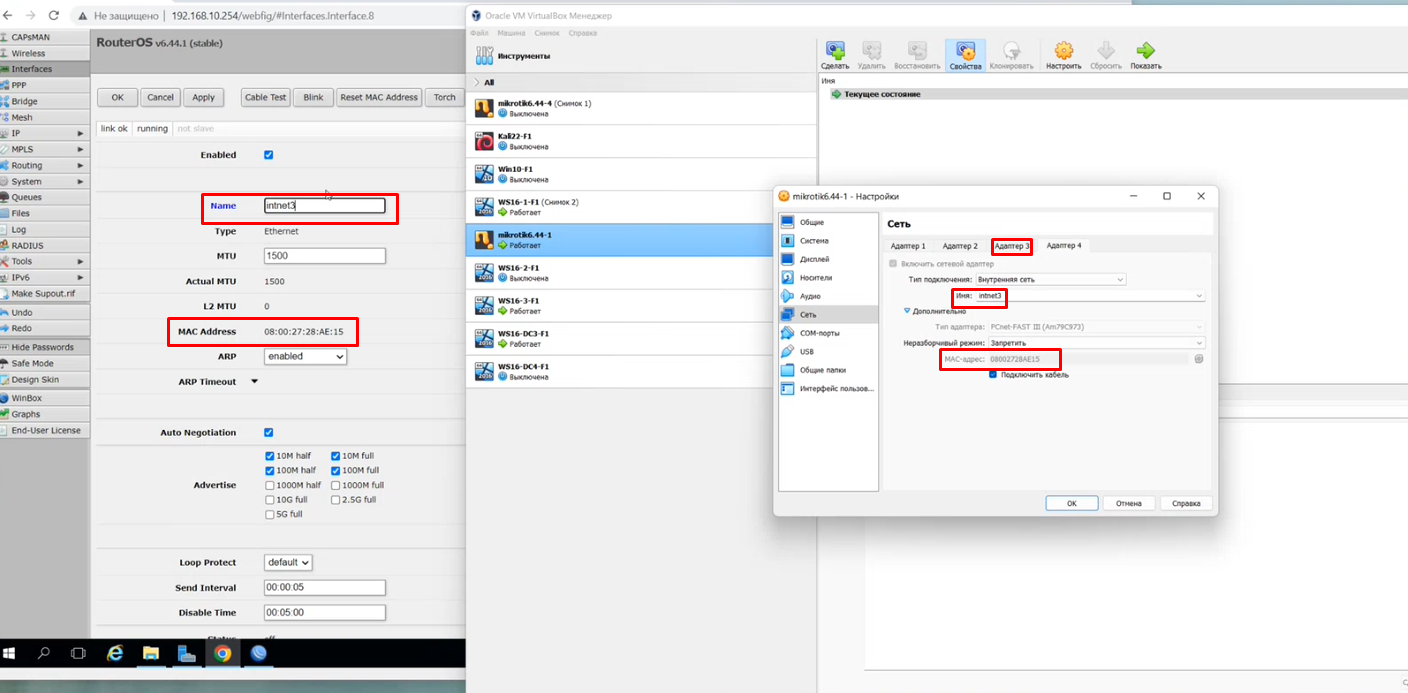 Не защищено | 192.168.10.254/webfig/#Interfaces.Interface.8
CAPsMAN
Wireless
Interfaces
PPP
Bridge
Mesh
IP
MPLS
Routing
System
Queues
Files
Log
RADIUS
Tools
IPv6
Make Supout.rif
Undo
Redo
Hide Passwords
Safe Mode
Design Skin
WinBox
Graphs
End-User License
RouterOS v6.44.1 (stable)
OK Cancel Apply Cable Test Blink Reset MAC Address Torch
link ok running not slave
Enabled
Name intnet3
Type Ethernet
MTU 1500
Actual MTU 1500
L2 MTU 0
MAC Address 08:00:27:28:AE:15
ARP enabled
ARP Timeout
Auto Negotiation
10M half 10M full
100M half 100M full
Advertise 1000M half 1000M full
10G full 2.5G full
5G full
Loop Protect default
Send Interval 00:00:05
Disable Time 00:05:00
Oracle VM VirtualBox Менеджер
Файл Машина Снимок Справка
Инструменты
All
mikrotik6.44-4 (Снимок 1)
Выключена
Kali22-F1
Выключена
Win10-F1
Выключена
WS16-1-F1 (Снимок 2)
Работает
mikrotik6.44-1
Работает
WS16-2-F1
Выключена
WS16-3-F1
Работает
WS16-DC3-F1
Работает
WS16-DC4-F1
Выключена
Сделать Удалить Восстановить Свойства Клонировать Настроить Сбросить Показать
Имя
Текущее состояние
mikrotik6.44-1 - Настройки
Общие
Система
Дисплей
Носители
Аудио
Сеть
COM-порты
USB
Общие папки
Интерфейс пользов...
Сеть
Адаптер 1 Адаптер 2 Адаптер 3 Адаптер 4
Включить сетевой адаптер
Тип подключения: Внутренняя сеть
Имя: intnet3
Дополнительно
Тип адаптера: PCnet-FAST III (Am79C973)
Неразборчивый режим: Запретить
MAC-адрес: 08002728AE15
Подключить кабель
OK Отмена Справка